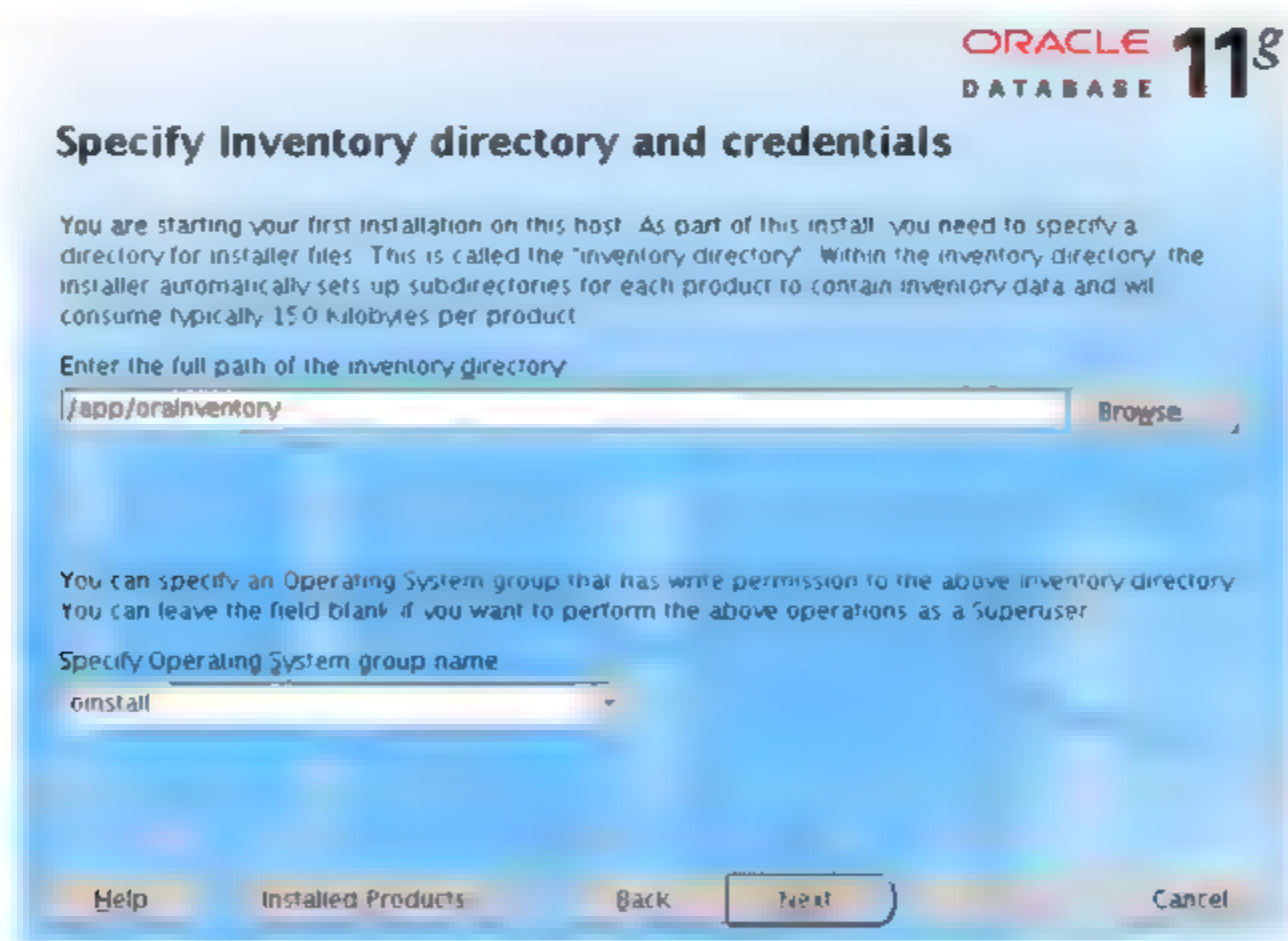 ORACLE 11g
DATABASE
Specify Inventory directory and credentials
You are starting your first installation on this host. As part of this install, you need to specify a
directory for installer files. This is called the "inventory directory". Within the inventory directory, the
installer automatically sets up subdirectories for each product to contain inventory data and will
consume typically 150 Kilobytes per product.
Enter the full path of the inventory directory
/app/orainventory
Browse
You can specify an Operating System group that has write permission to the above inventory directory.
You can leave the field blank if you want to perform the above operations as a Superuser.
Specify Operating System group name
oinstall
Help Installed Products Back Next Cancel